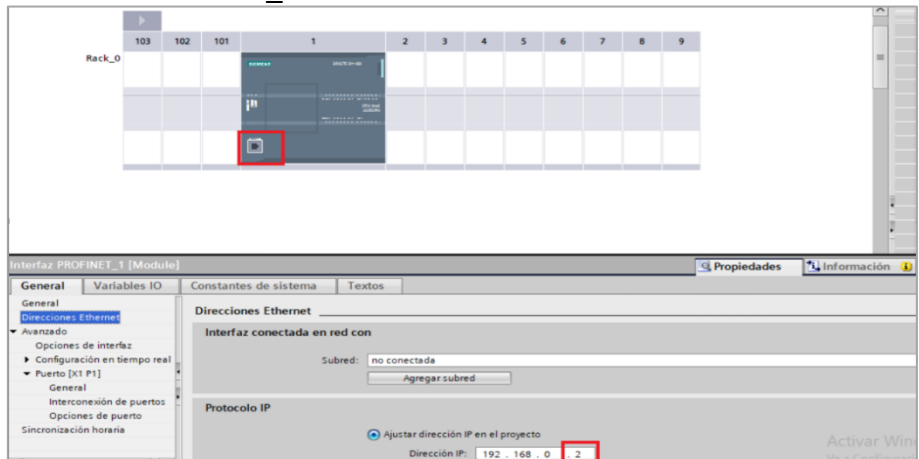 103 102 101 1 2 3 4 5 6 7 8 9
Rack_0
SIEMENS
Interfaz PROFINET_1 [Module]
Propiedades Información
General Variables IO Constantes de sistema Textos
General
Direcciones Ethernet
Avanzado
Opciones de interfaz
Configuración en tiempo real
Puerto [X1 P1]
General
Interconexión de puertos
Opciones de puerto
Sincronización horaria
Direcciones Ethernet
Interfaz conectada en red con
Subred: no conectada
Agregar subred
Protocolo IP
Ajustar dirección IP en el proyecto
Dirección IP: 192 . 168 . 0 . 2
Activar Win